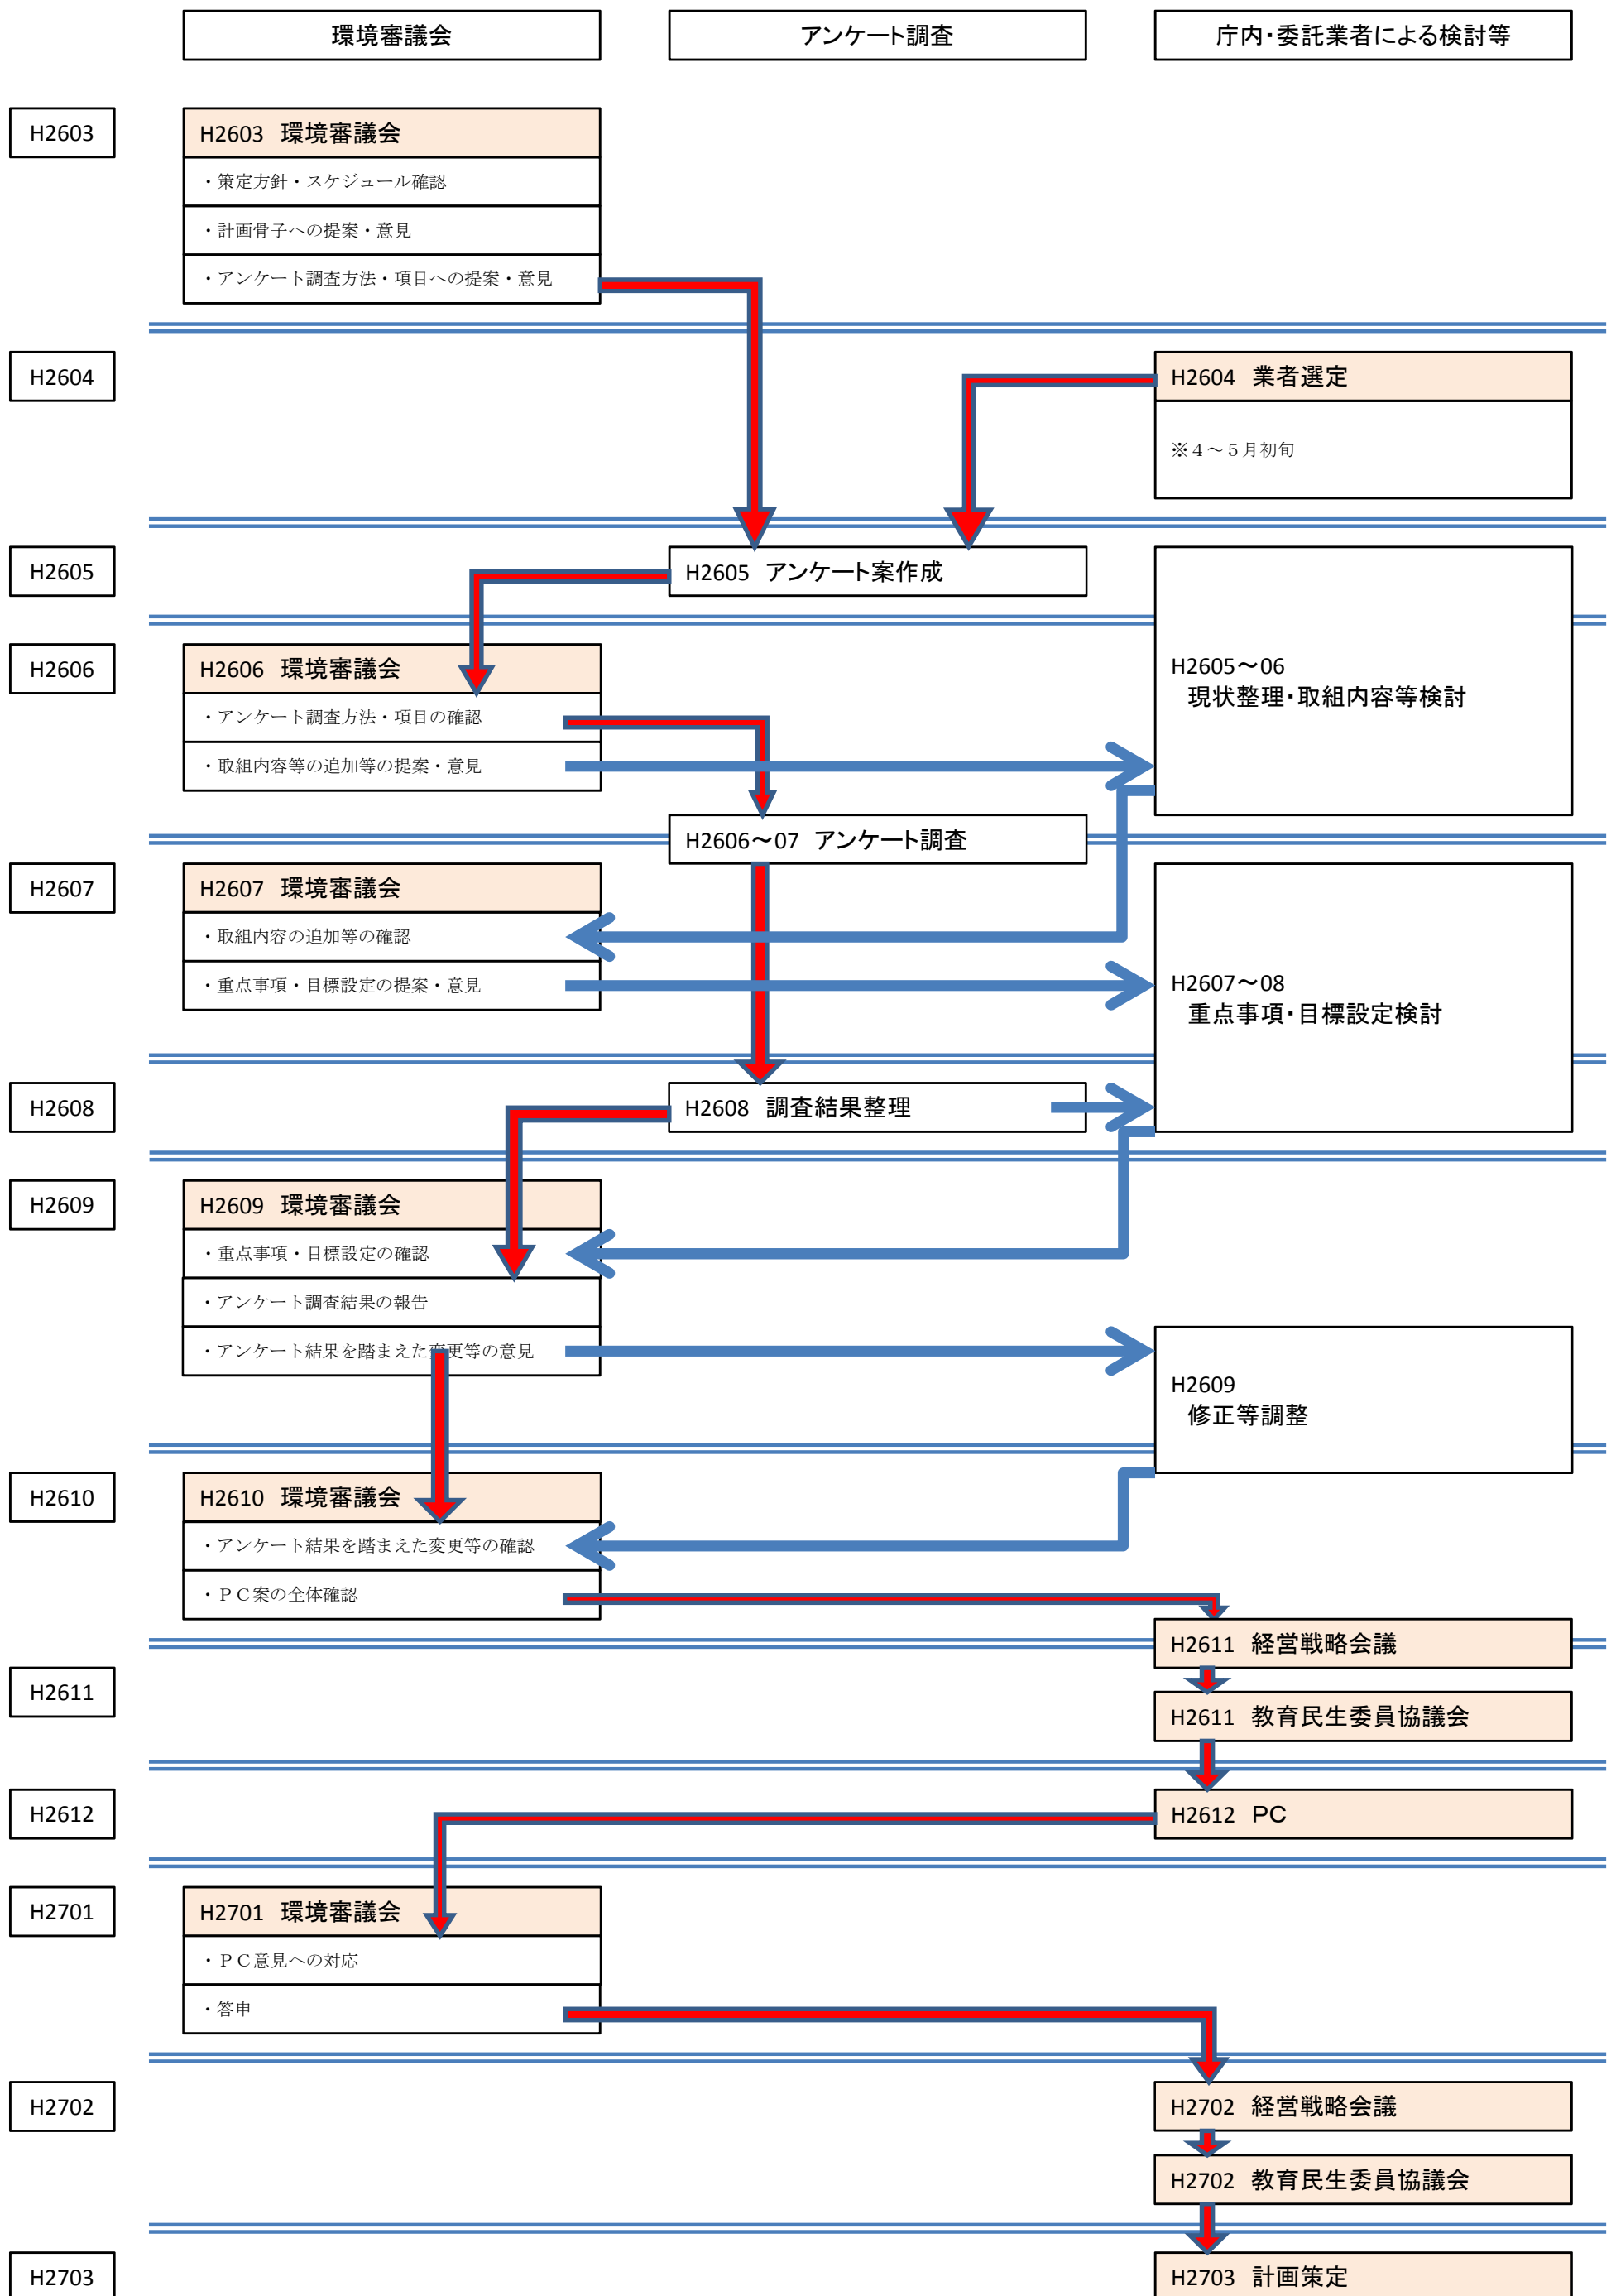 環境審議会
アンケート調査
庁内・委託業者による検討等
H2603
H2603 環境審議会
・策定方針・スケジュール確認
・計画骨子への提案・意見
・アンケート調査方法・項目への提案・意見
H2604
H2604 業者選定
※４～５月初旬
H2605
H2605 アンケート案作成
H2605～06
現状整理・取組内容等検討
H2606
H2606 環境審議会
・アンケート調査方法・項目の確認
・取組内容等の追加等の提案・意見
H2606～07 アンケート調査
H2607
H2607 環境審議会
・取組内容の追加等の確認
・重点事項・目標設定の提案・意見
H2607～08
重点事項・目標設定検討
H2608
H2608 調査結果整理
H2609
H2609 環境審議会
・重点事項・目標設定の確認
・アンケート調査結果の報告
・アンケート結果を踏まえた変更等の意見
H2609
修正等調整
H2610
H2610 環境審議会
・アンケート結果を踏まえた変更等の確認
・ＰＣ案の全体確認
H2611 経営戦略会議
H2611
H2611 教育民生委員協議会
H2612
H2612 PC
H2701
H2701 環境審議会
・ＰＣ意見への対応
・答申
H2702
H2702 経営戦略会議
H2702 教育民生委員協議会
H2703
H2703 計画策定